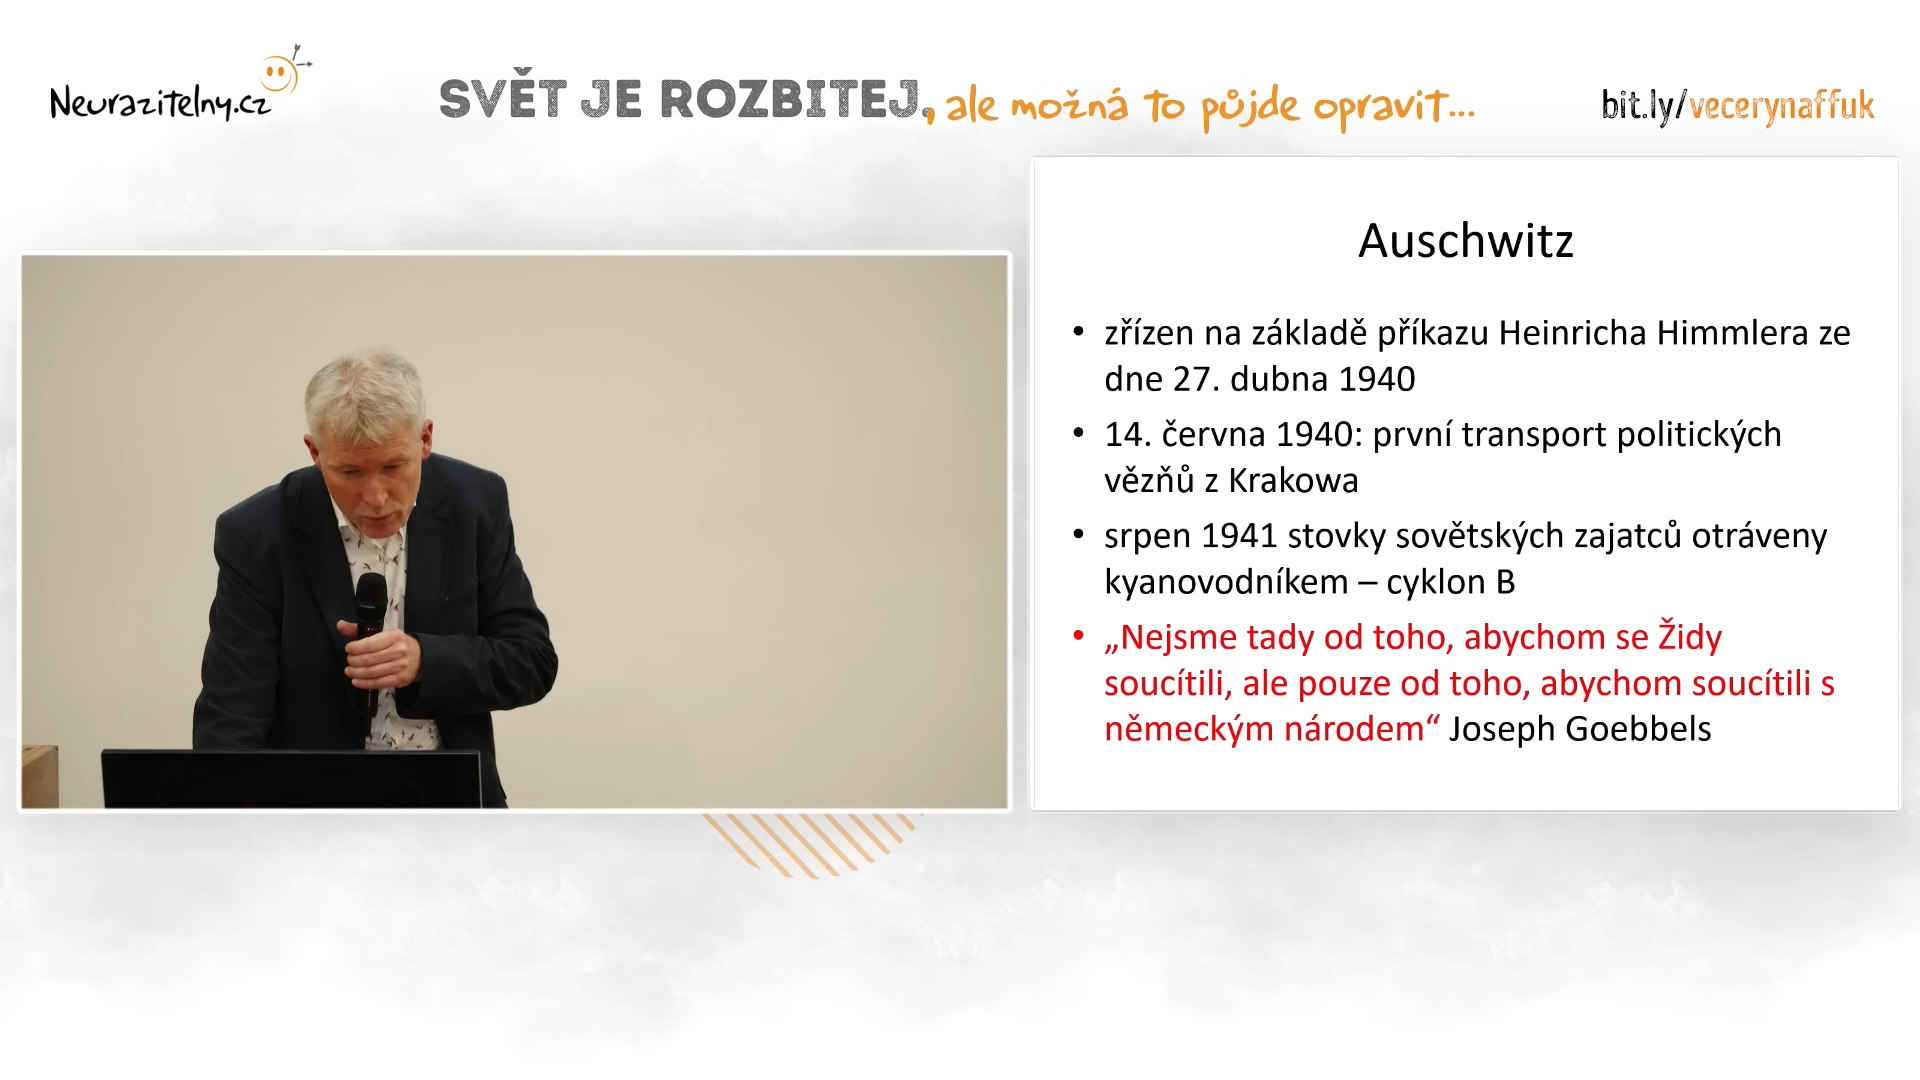 Neurazitelny.cz
SVĚT JE ROZBITEJ, ale možná to půjde opravit...
bit.ly/vecerynaffuk
Auschwitz
• zřízen na základě příkazu Heinricha Himmlera ze
dne 27. dubna 1940
• 14. června 1940: první transport politických
vězňů z Krakowa
• srpen 1941 stovky sovětských zajatců otráveny
kyanovodníkem – cyklon B
• „Nejsme tady od toho, abychom se Židy
soucítili, ale pouze od toho, abychom soucítili s
německým národem“ Joseph Goebbels